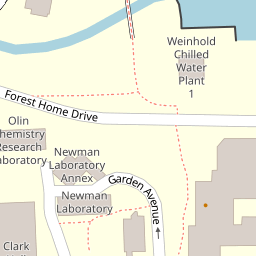 Weinhold
Chilled
Water
Plant
1
Forest Home Drive
Olin
Chemistry
Research
Laboratory
Newman
Laboratory
Annex
Garden Avenue
Newman
Laboratory
Clark